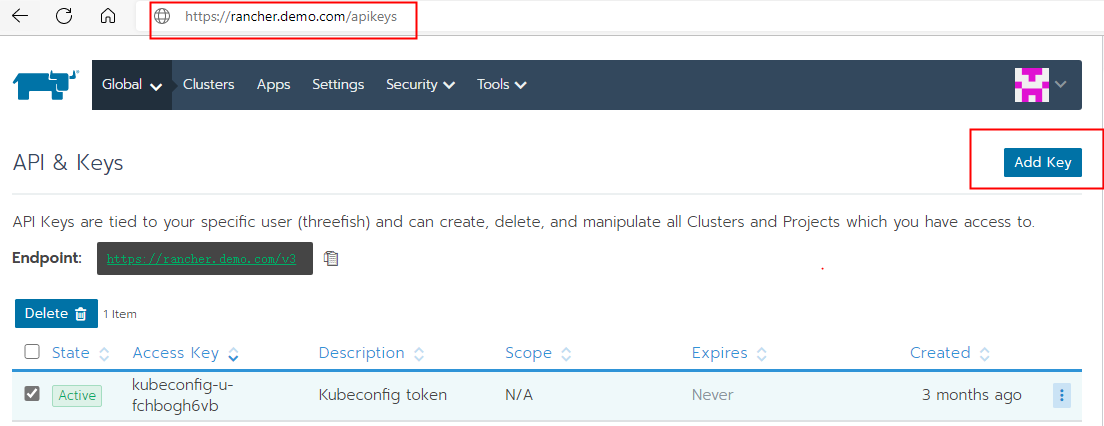 https://rancher.demo.com/apikeys
Global Clusters Apps Settings Security Tools
API & Keys
Add Key
API Keys are tied to your specific user (threefish) and can create, delete, and manipulate all Clusters and Projects which you have access to.
Endpoint: https://rancher.demo.com/v3
Delete 1 Item
State Access Key Description Scope Expires Created
Active kubeconfig-u-fchbogh6vb Kubeconfig token N/A Never 3 months ago